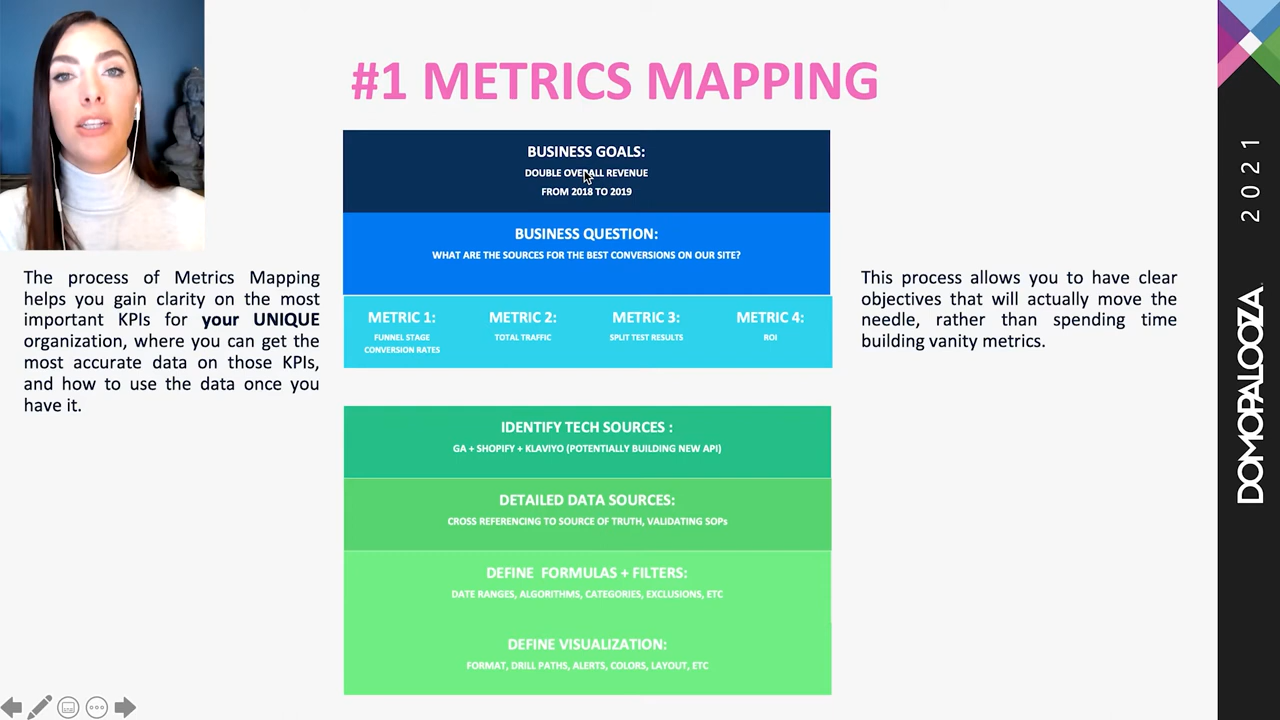 #1 METRICS MAPPING
BUSINESS GOALS:
DOUBLE OVERALL REVENUE
FROM 2018 TO 2019
BUSINESS QUESTION:
WHAT ARE THE SOURCES FOR THE BEST CONVERSIONS ON OUR SITE?
METRIC 1:
FUNNEL STAGE
CONVERSION RATES
METRIC 2:
TOTAL TRAFFIC
METRIC 3:
SPLIT TEST RESULTS
METRIC 4:
ROI
The process of Metrics Mapping
helps you gain clarity on the most
important KPIs for your UNIQUE
organization, where you can get the
most accurate data on those KPIs,
and how to use the data once you
have it.
This process allows you to have clear
objectives that will actually move the
needle, rather than spending time
building vanity metrics.
IDENTIFY TECH SOURCES :
GA + SHOPIFY + KLAVIYO (POTENTIALLY BUILDING NEW API)
DETAILED DATA SOURCES:
CROSS REFERENCING TO SOURCE OF TRUTH, VALIDATING SOPs
DEFINE FORMULAS + FILTERS:
DATE RANGES, ALGORITHMS, CATEGORIES, EXCLUSIONS, ETC
DEFINE VISUALIZATION:
FORMAT, DRILL PATHS, ALERTS, COLORS, LAYOUT, ETC
DOMOPALOOZA 2021